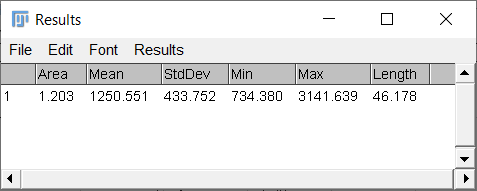 Results
File Edit Font Results
Area Mean StdDev Min Max Length
1 1.203 1250.551 433.752 734.380 3141.639 46.178